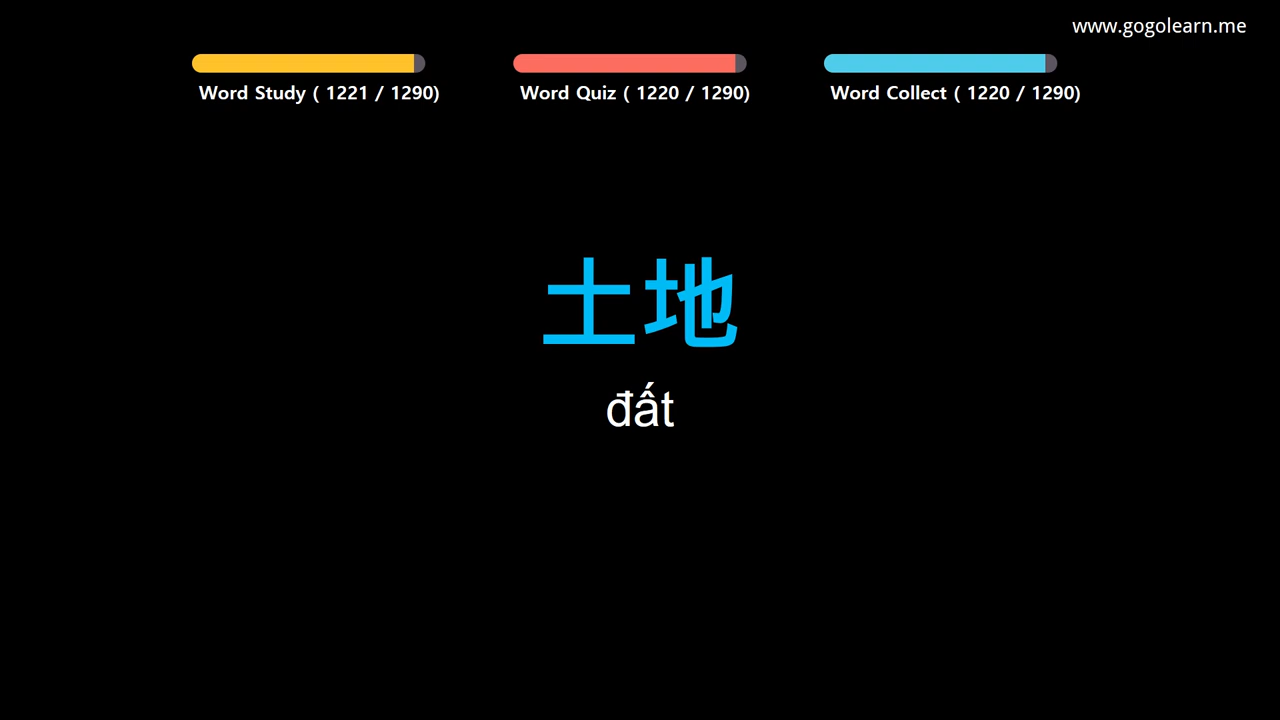 www.gogolearn.me
Word Study ( 1221 / 1290)
Word Quiz ( 1220 / 1290)
Word Collect ( 1220 / 1290)
土地
đất